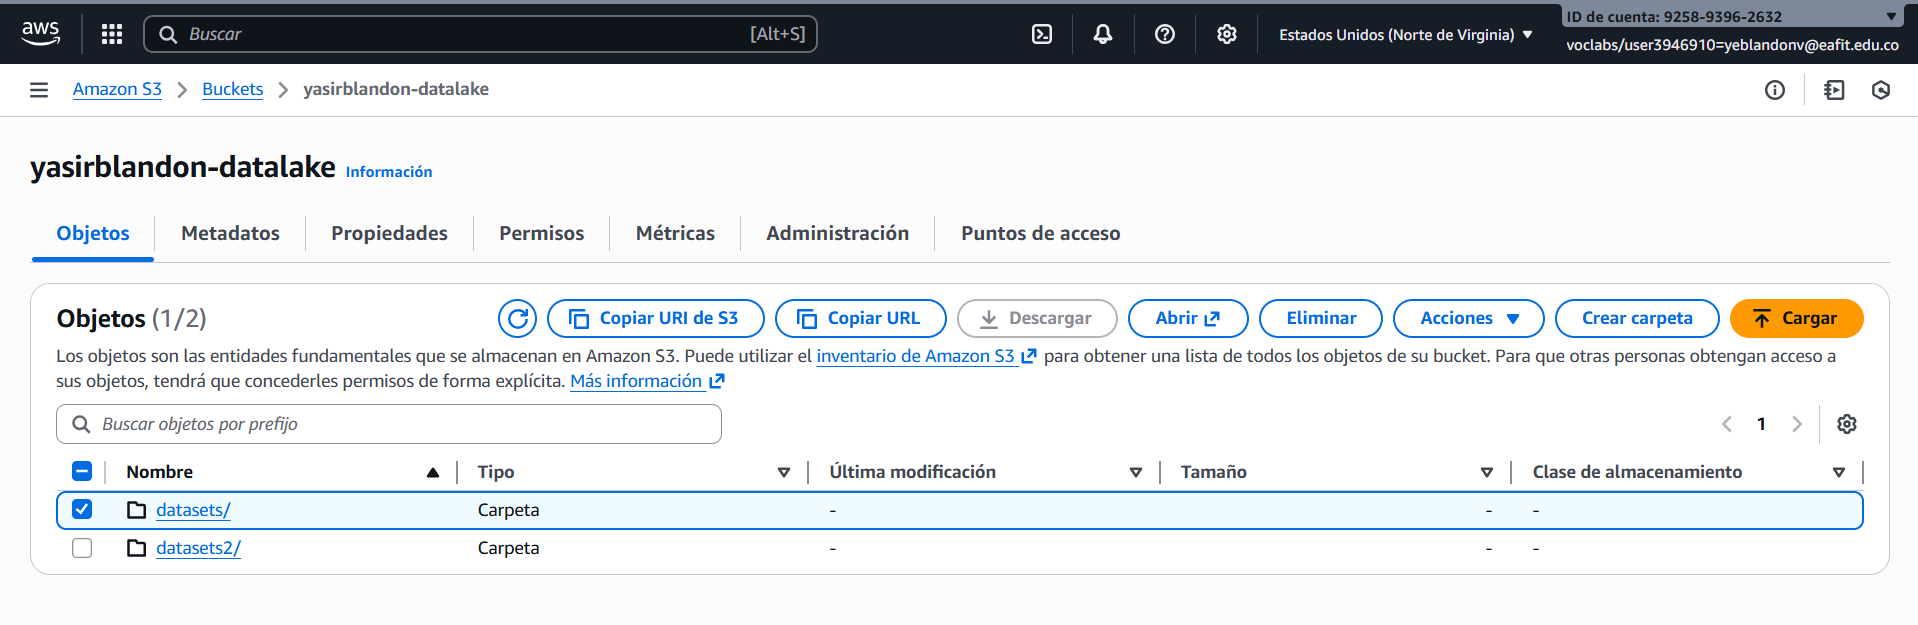 aws
Buscar [Alt+S]
Estados Unidos (Norte de Virginia)
ID de cuenta: 9258-9396-2632
voclabs/user3946910=yeblandonv@eafit.edu.co
Amazon S3 Buckets yasirblandon-datalake
yasirblandon-datalake Información
Objetos Metadatos Propiedades Permisos Métricas Administración Puntos de acceso
Objetos (1/2) Copiar URI de S3 Copiar URL Descargar Abrir Eliminar Acciones Crear carpeta Cargar
Los objetos son las entidades fundamentales que se almacenan en Amazon S3. Puede utilizar el inventario de Amazon S3 para obtener una lista de todos los objetos de su bucket. Para que otras personas obtengan acceso a
sus objetos, tendrá que concederles permisos de forma explícita. Más información
Buscar objetos por prefijo 1
Nombre Tipo Última modificación Tamaño Clase de almacenamiento
datasets/ Carpeta - - -
datasets2/ Carpeta - - -